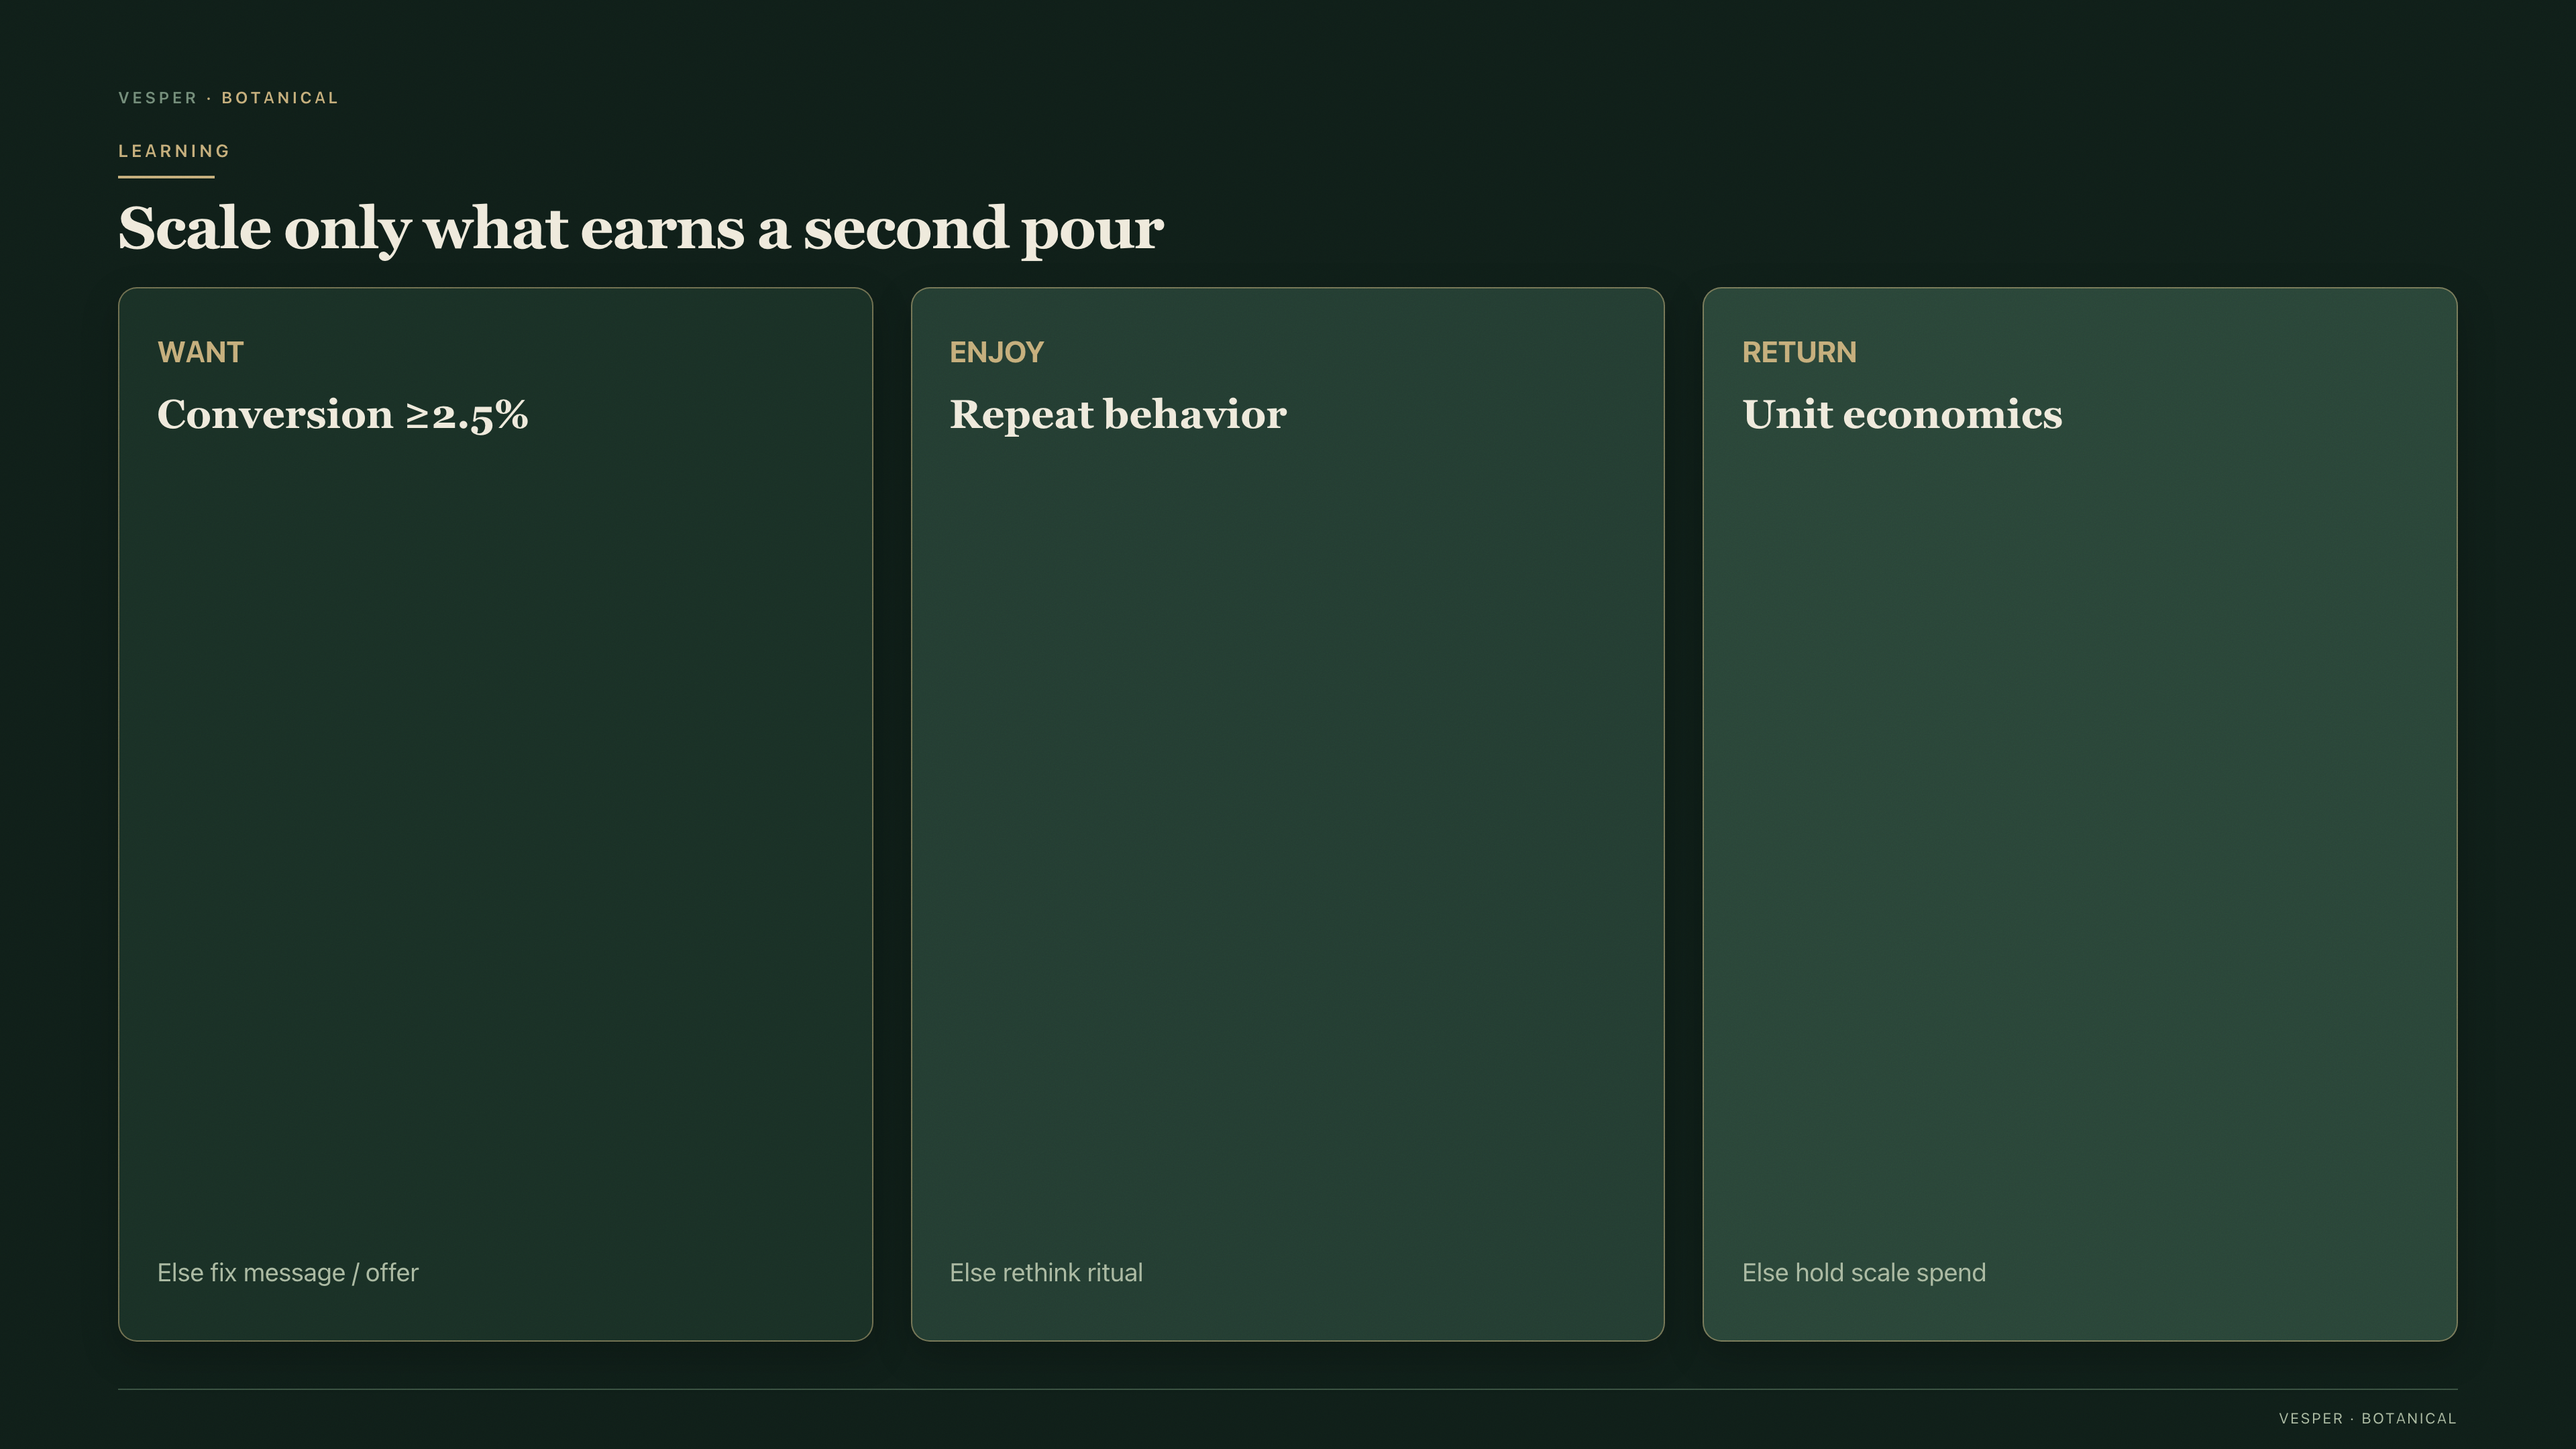 VESPER · BOTANICAL
LEARNING
Scale only what earns a second pour
WANT
Conversion ≥2.5%
Else fix message / offer
ENJOY
Repeat behavior
Else rethink ritual
RETURN
Unit economics
Else hold scale spend
VESPER · BOTANICAL